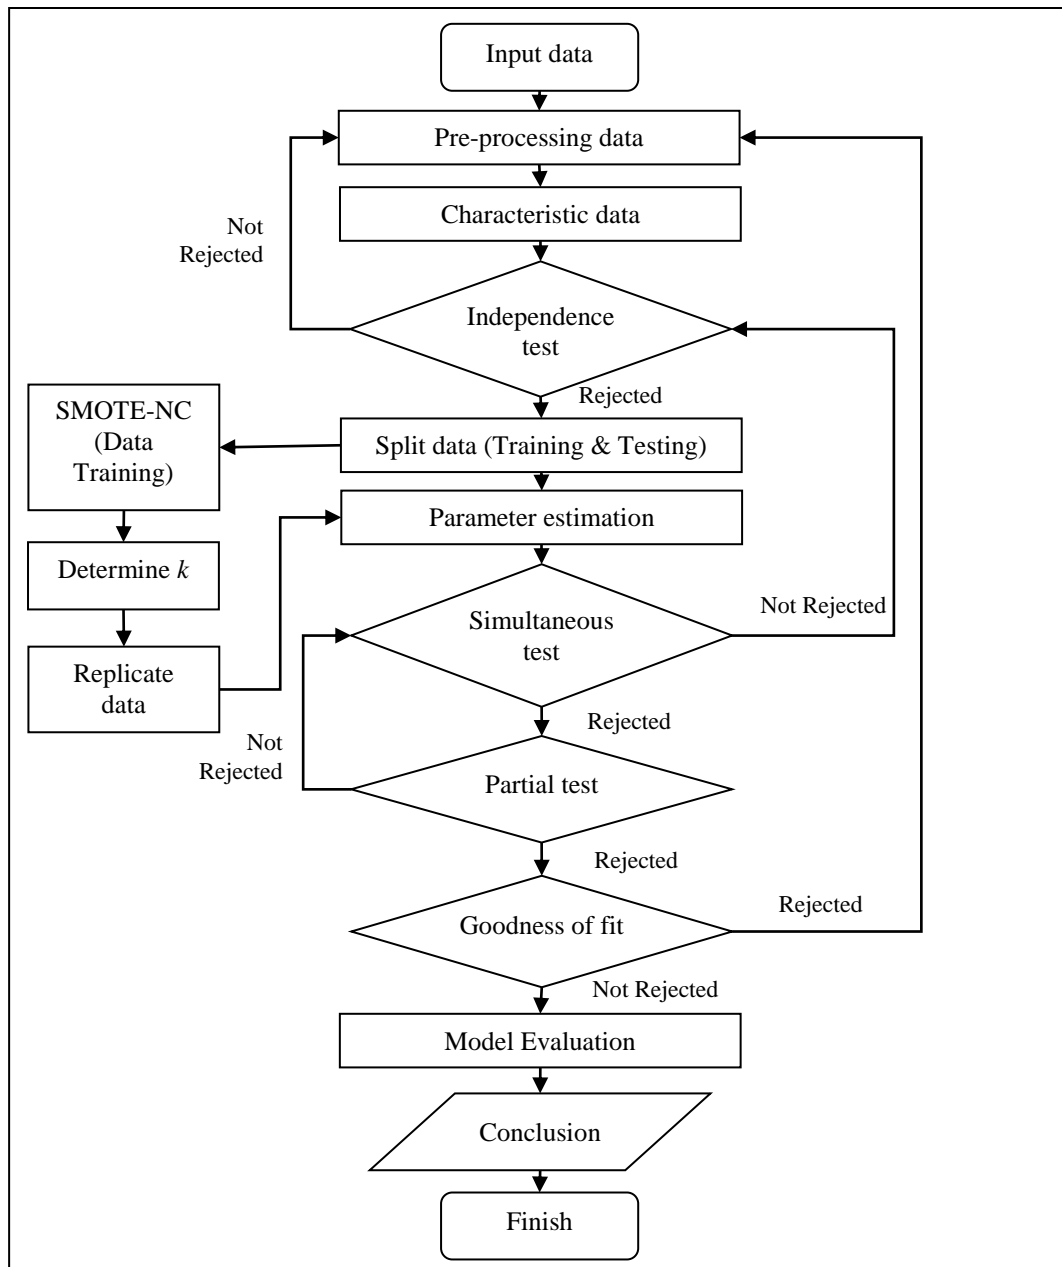 Input data
Pre-processing data
Characteristic data
Not
Rejected
Independence
test
Rejected
SMOTE-NC
(Data
Training)
Split data (Training & Testing)
Parameter estimation
Determine k
Simultaneous
test
Not Rejected
Replicate
data
Rejected
Not
Rejected
Partial test
Rejected
Goodness of fit
Rejected
Not Rejected
Model Evaluation
Conclusion
Finish